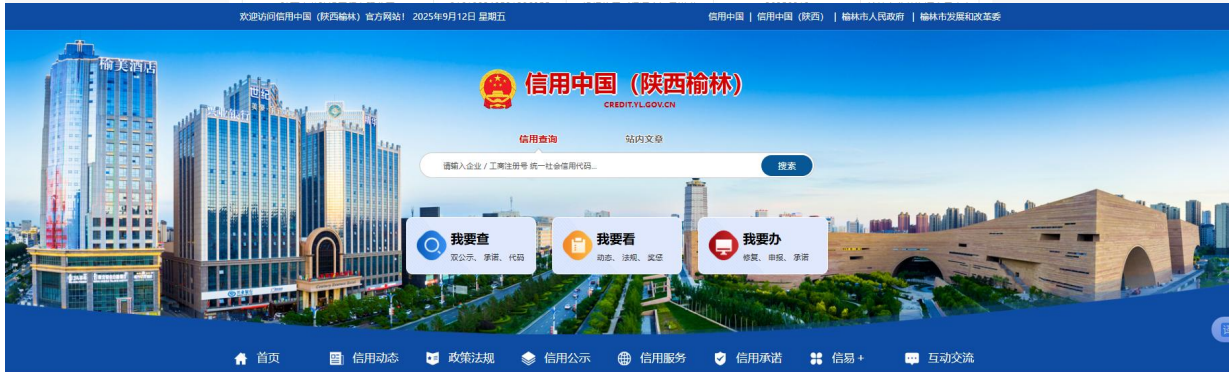 欢迎访问信用中国（陕西榆林）官方网站！ 2025年9月12日 星期五
信用中国 | 信用中国（陕西） | 榆林市人民政府 | 榆林市发展和改革委
榆美酒店
世纪
信用中国（陕西榆林）
CREDIT.YL.GOV.CN
信用查询 站内文章
请输入企业 / 工商注册号 统一社会信用代码...
搜索
我要查
双公示、承诺、代码
我要看
动态、法规、奖惩
我要办
修复、申报、承诺
首页 信用动态 政策法规 信用公示 信用服务 信用承诺 信易+ 互动交流